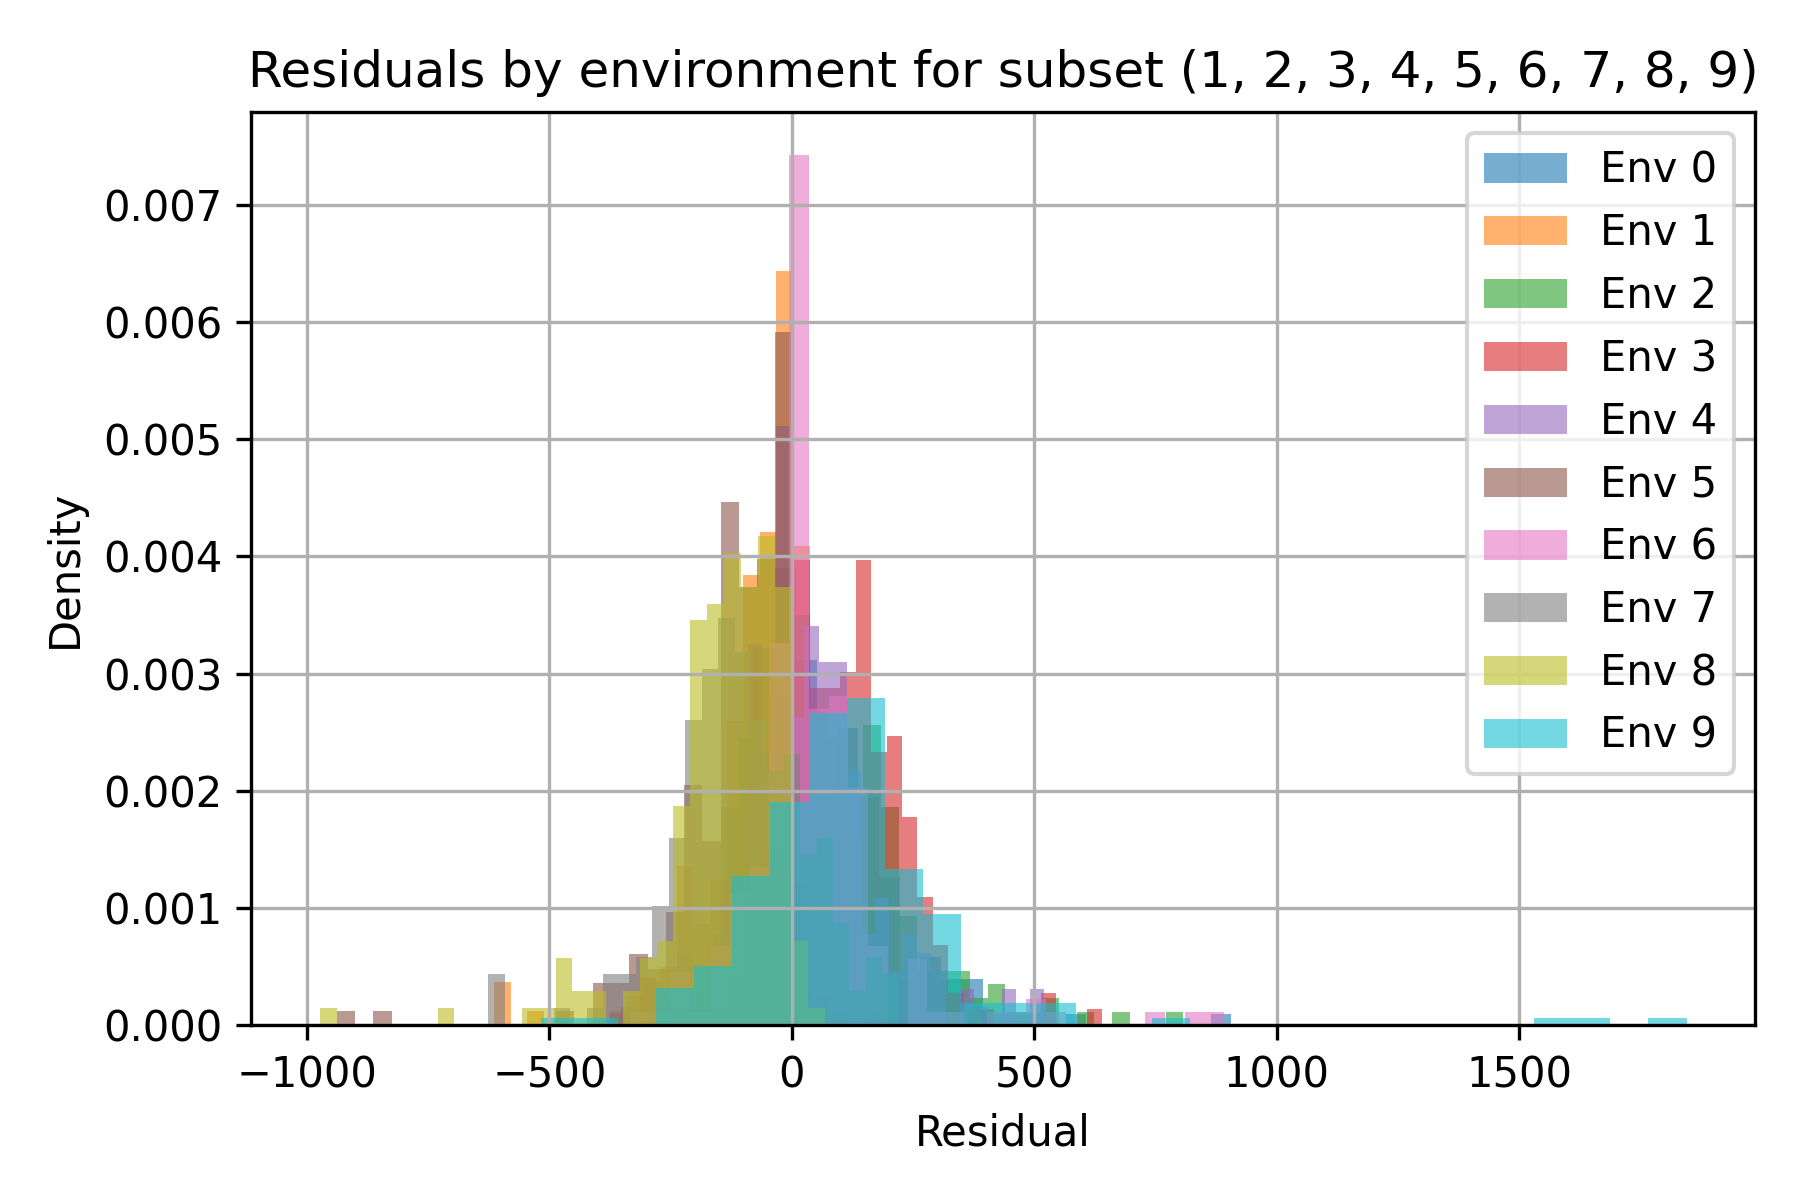 Residuals by environment for subset (1, 2, 3, 4, 5, 6, 7, 8, 9)
Env 0
Env 1
Env 2
Env 3
Env 4
Env 5
Env 6
Env 7
Env 8
Env 9
Density
0.007
0.006
0.005
0.004
0.003
0.002
0.001
0.000
−1000
−500
0
500
1000
1500
Residual